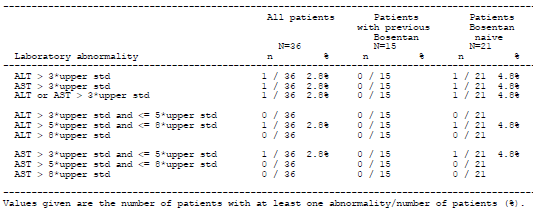 All patients Patients Patients
with previous Bosentan
Bosentan naive
N=36 N=15 N=21
Laboratory abnormality n % n % n %
ALT > 3*upper std 1 / 36 2.8% 0 / 15 1 / 21 4.8%
AST > 3*upper std 1 / 36 2.8% 0 / 15 1 / 21 4.8%
ALT or AST > 3*upper std 1 / 36 2.8% 0 / 15 1 / 21 4.8%
ALT > 3*upper std and <= 5*upper std 0 / 36 0 / 15 0 / 21
ALT > 5*upper std and <= 8*upper std 1 / 36 2.8% 0 / 15 1 / 21 4.8%
ALT > 8*upper std 0 / 36 0 / 15 0 / 21
AST > 3*upper std and <= 5*upper std 1 / 36 2.8% 0 / 15 1 / 21 4.8%
AST > 5*upper std and <= 8*upper std 0 / 36 0 / 15 0 / 21
AST > 8*upper std 0 / 36 0 / 15 0 / 21
Values given are the number of patients with at least one abnormality/number of patients (%).